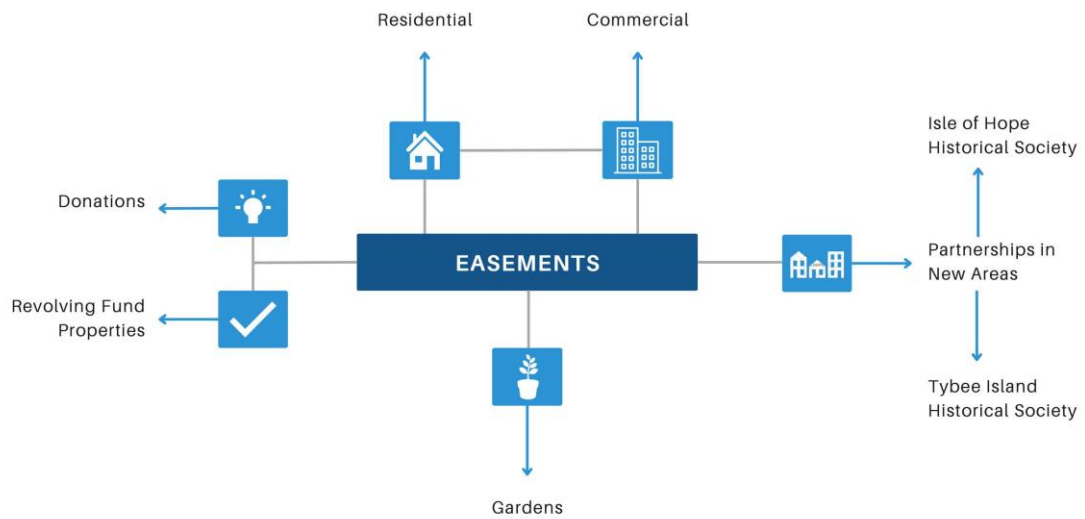 Residential
Commercial
Isle of Hope
Historical Society
Donations
EASEMENTS
Partnerships in
New Areas
Revolving Fund
Properties
Tybee Island
Historical Society
Gardens